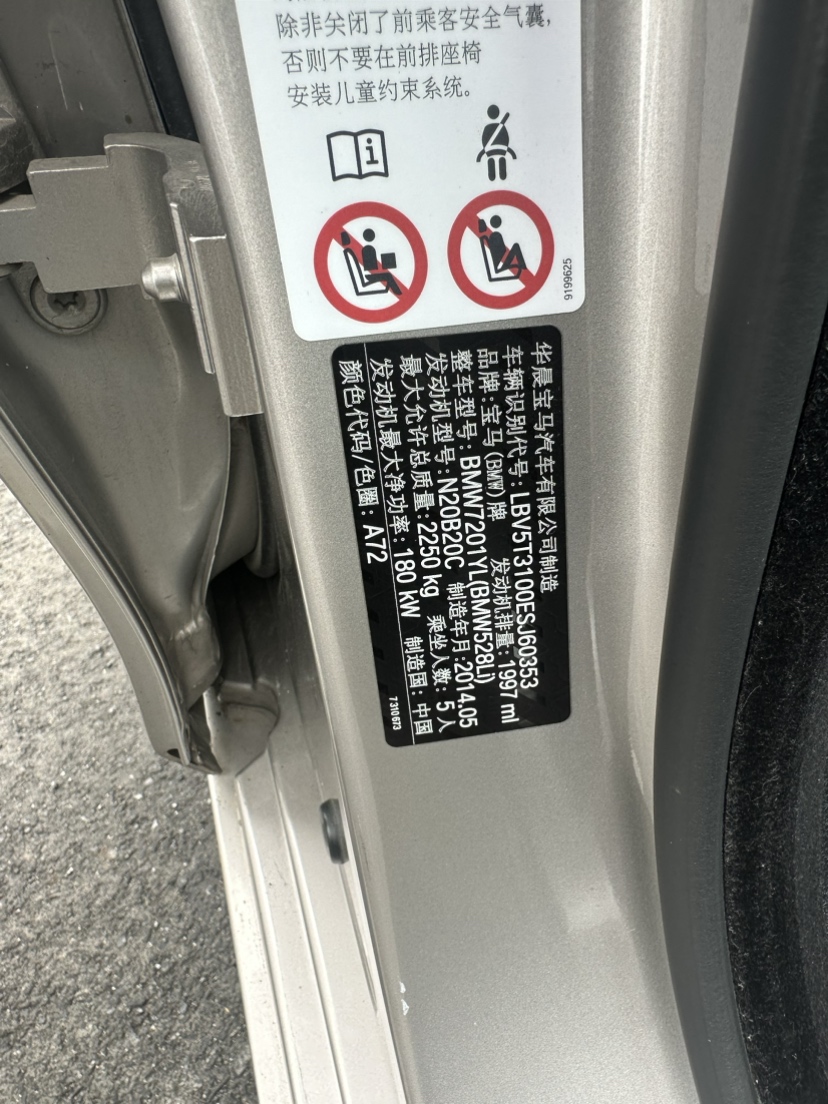 除非关闭了前乘客安全气囊,
否则不要在前排座椅
安装儿童约束系统。
9199625
华晨宝马汽车有限公司制造
车辆识别代号: LBV5T3100ESJ60353
品牌:宝马(BMW)牌 发动机排量: 1997 ml
整车型号: BMW7201YL(BMW528Li)
发动机型号: N20B20C 制造年月:2014.05
最大允许总质量: 2250 kg 乘坐人数: 5人
发动机最大净功率: 180 kW 制造国: 中国
颜色代码/色圈: A72
7 310 673